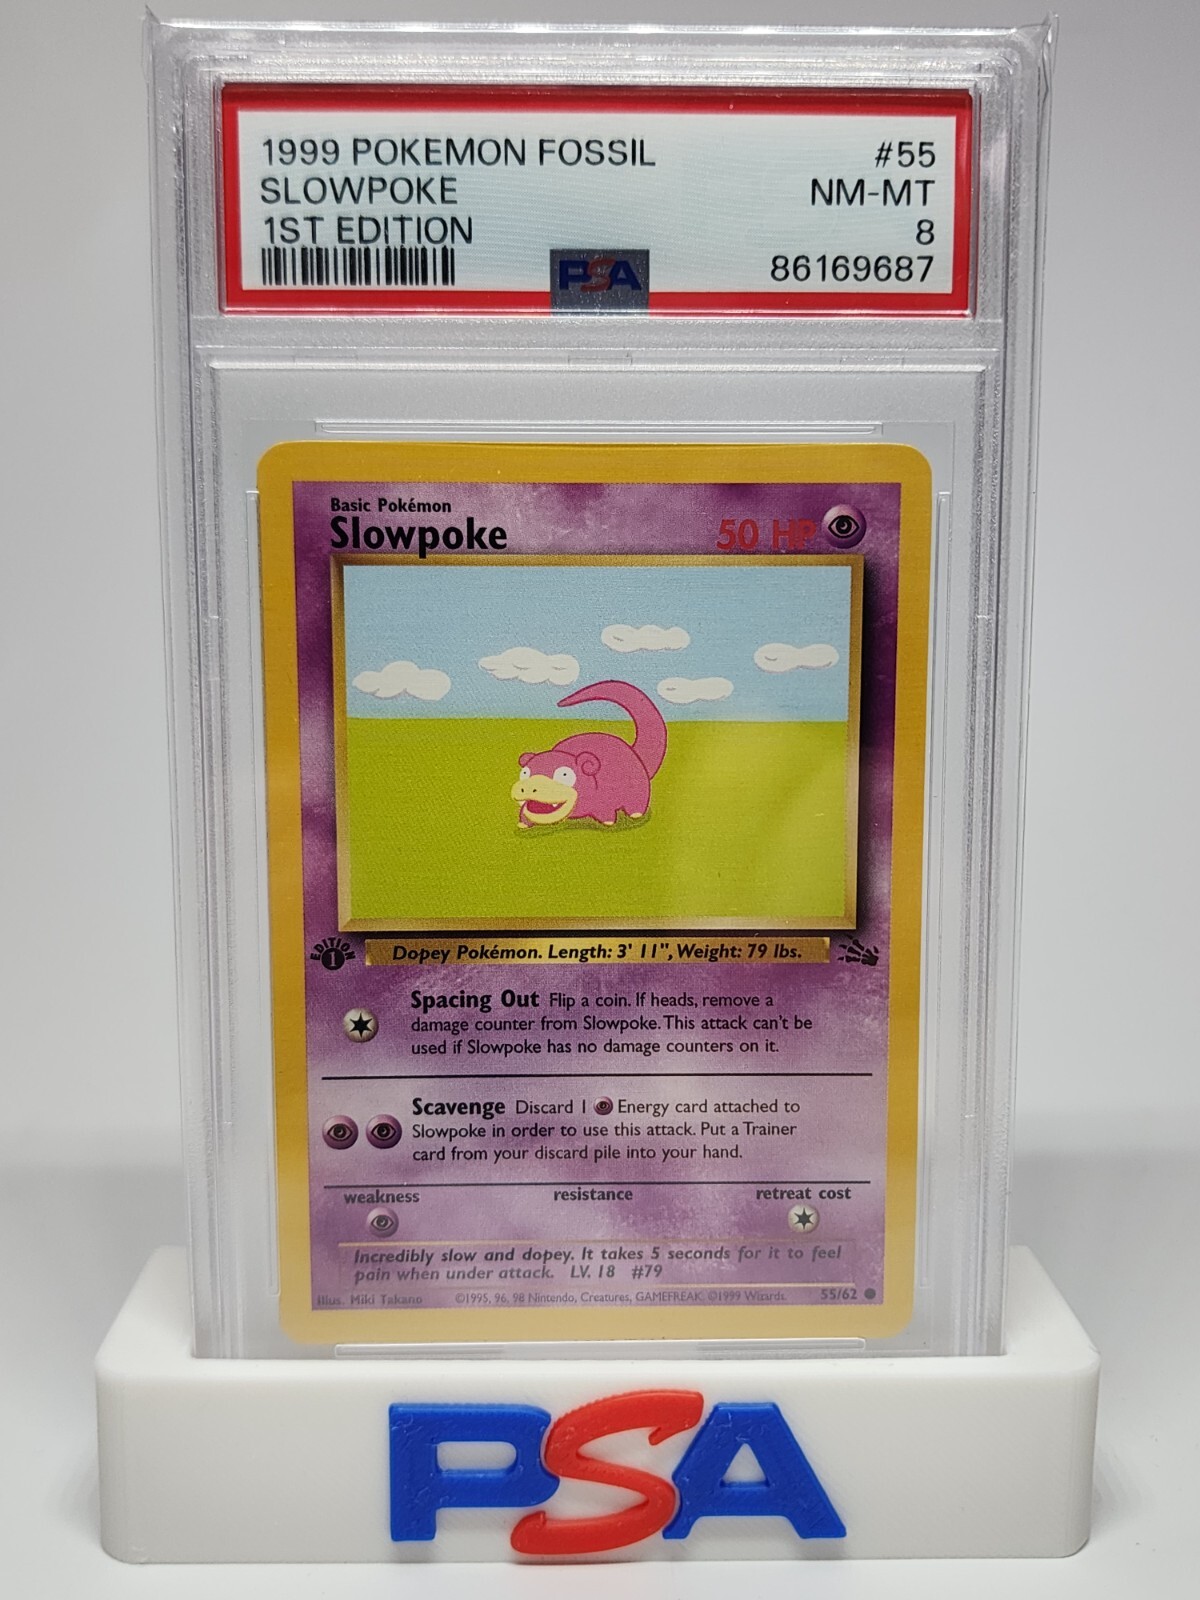 1999 POKEMON FOSSIL #55
SLOWPOKE NM-MT
1ST EDITION 8
PSA 86169687
Basic Pokémon
Slowpoke 50 HP
EDITION 1
Dopey Pokémon. Length: 3' 11", Weight: 79 lbs.
Spacing Out Flip a coin. If heads, remove a
damage counter from Slowpoke. This attack can't be
used if Slowpoke has no damage counters on it.
Scavenge Discard 1 Energy card attached to
Slowpoke in order to use this attack. Put a Trainer
card from your discard pile into your hand.
weakness resistance retreat cost
Incredibly slow and dopey. It takes 5 seconds for it to feel
pain when under attack. LV. 18 #79
Illus. Miki Takano ©1995, 96, 98 Nintendo, Creatures, GAMEFREAK. ©1999 Wizards. 55/62
PSA